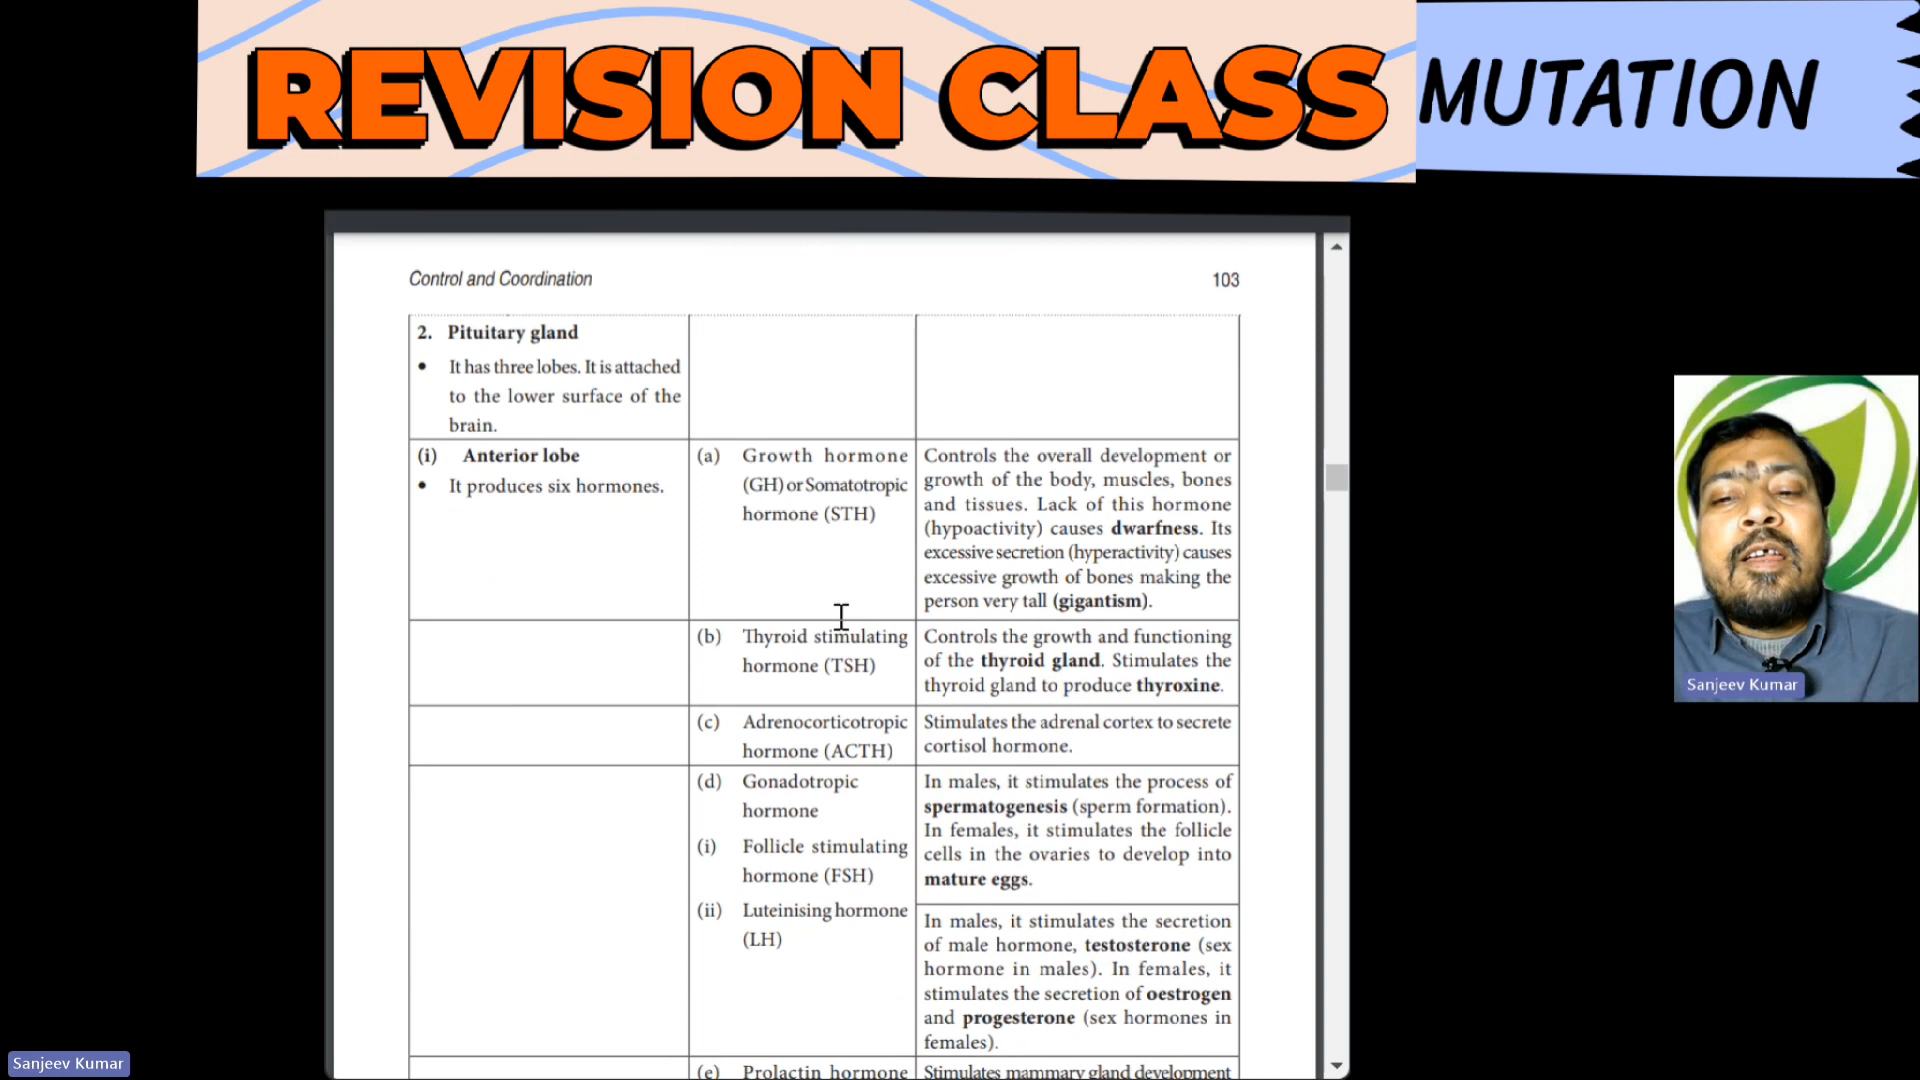 REVISION CLASS
MUTATION
Control and Coordination
103
2. Pituitary gland
• It has three lobes. It is attached
to the lower surface of the
brain.
(i) Anterior lobe
• It produces six hormones.
(a) Growth hormone
(GH) or Somatotropic
hormone (STH)
Controls the overall development or
growth of the body, muscles, bones
and tissues. Lack of this hormone
(hypoactivity) causes dwarfness. Its
excessive secretion (hyperactivity) causes
excessive growth of bones making the
person very tall (gigantism).
(b) Thyroid stimulating
hormone (TSH)
Controls the growth and functioning
of the thyroid gland. Stimulates the
thyroid gland to produce thyroxine.
(c) Adrenocorticotropic
hormone (ACTH)
Stimulates the adrenal cortex to secrete
cortisol hormone.
(d) Gonadotropic
hormone
(i) Follicle stimulating
hormone (FSH)
(ii) Luteinising hormone
(LH)
In males, it stimulates the process of
spermatogenesis (sperm formation).
In females, it stimulates the follicle
cells in the ovaries to develop into
mature eggs.
In males, it stimulates the secretion
of male hormone, testosterone (sex
hormone in males). In females, it
stimulates the secretion of oestrogen
and progesterone (sex hormones in
females).
(e) Prolactin hormone
Stimulates mammary gland development
Sanjeev Kumar
Sanjeev Kumar